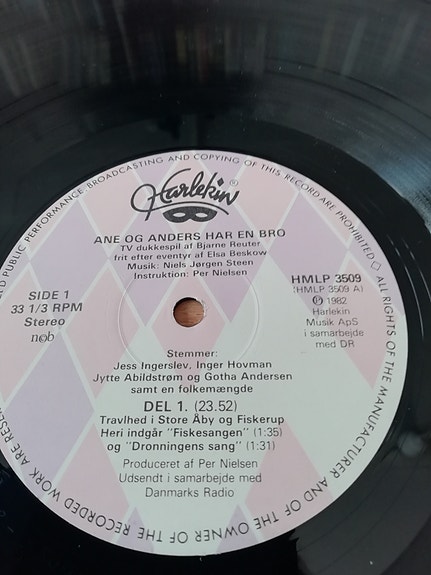 Harlekin ®
ANE OG ANDERS HAR EN BRO
TV dukkespil af Bjarne Reuter
frit efter eventyr af Elsa Beskow
Musik: Niels Jørgen Steen
Instruktion: Per Nielsen
SIDE 1
33 1/3 RPM
Stereo
n©b
HMLP 3509
(HMLP 3509 A)
Ⓟ 1982
Harlekin
Musik ApS
i samarbejde
med DR
Stemmer:
Jess Ingerslev, Inger Hovman
Jytte Abildstrøm og Gotha Andersen
samt en folkemængde
DEL 1. (23.52)
Travlhed i Store Åby og Fiskerup
Heri indgår "Fiskesangen" (1:35)
og "Dronningens sang" (1:31)
Produceret af Per Nielsen
Udsendt i samarbejde med
Danmarks Radio
PUBLIC PERFORMANCE BROADCASTING AND COPYING OF THIS RECORD PROHIBITED ◇ ALL RIGHTS OF THE MANUFACTURER AND OF THE OWNER OF THE RECORDED WORK ARE